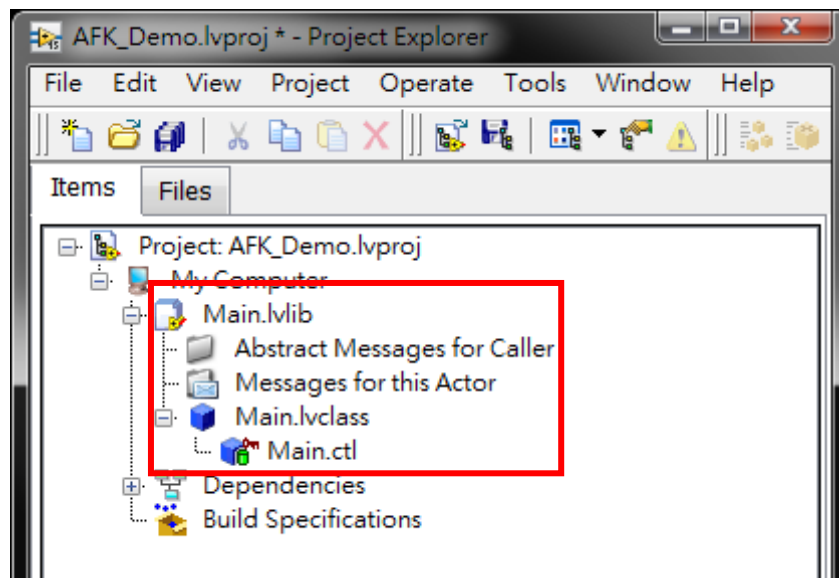 AFK_Demo.lvproj * - Project Explorer
File Edit View Project Operate Tools Window Help
Items Files
Project: AFK_Demo.lvproj
My Computer
Main.lvlib
Abstract Messages for Caller
Messages for this Actor
Main.lvclass
Main.ctl
Dependencies
Build Specifications